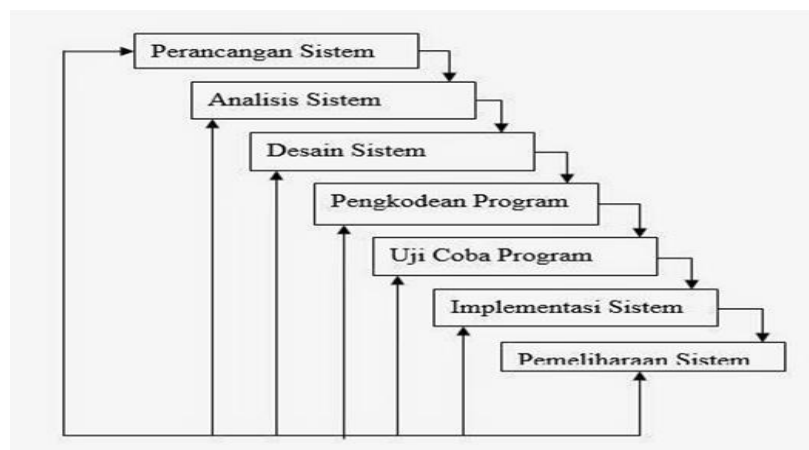 Perancangan Sistem
Analisis Sistem
Desain Sistem
Pengkodean Program
Uji Coba Program
Implementasi Sistem
Pemeliharaan Sistem